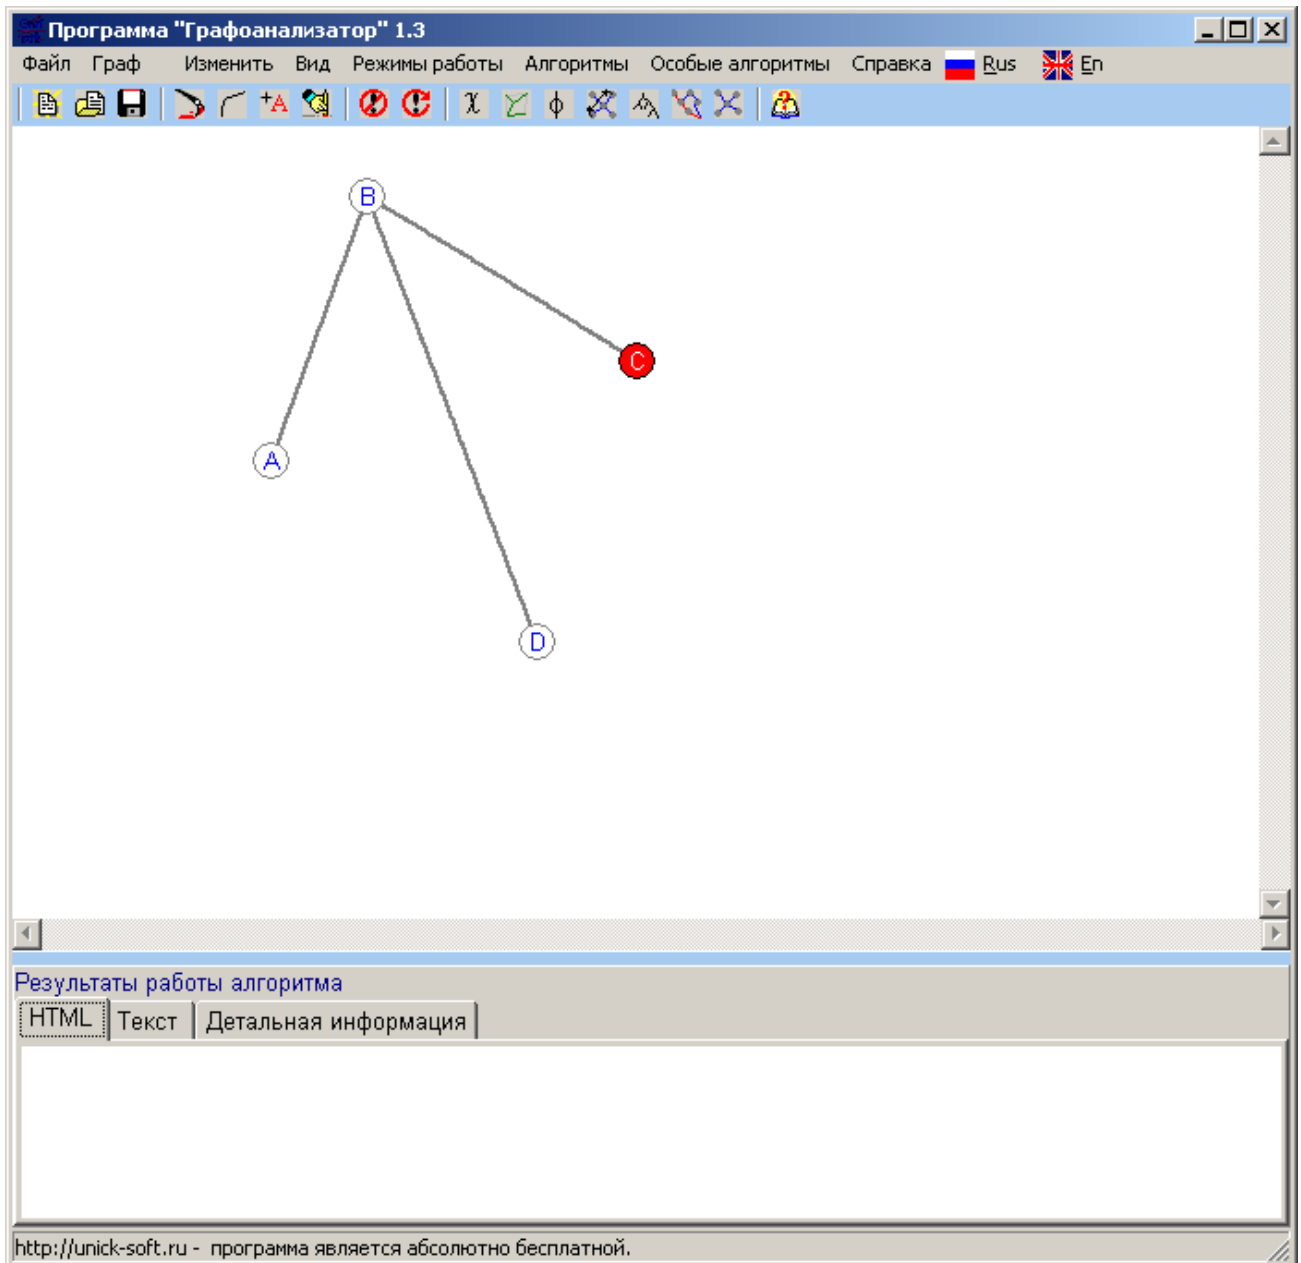 Программа "Графоанализатор" 1.3
Файл Граф Изменить Вид Режимы работы Алгоритмы Особые алгоритмы Справка Rus En
B
C
A
D
Результаты работы алгоритма
HTML Текст Детальная информация
http://unick-soft.ru - программа является абсолютно бесплатной.